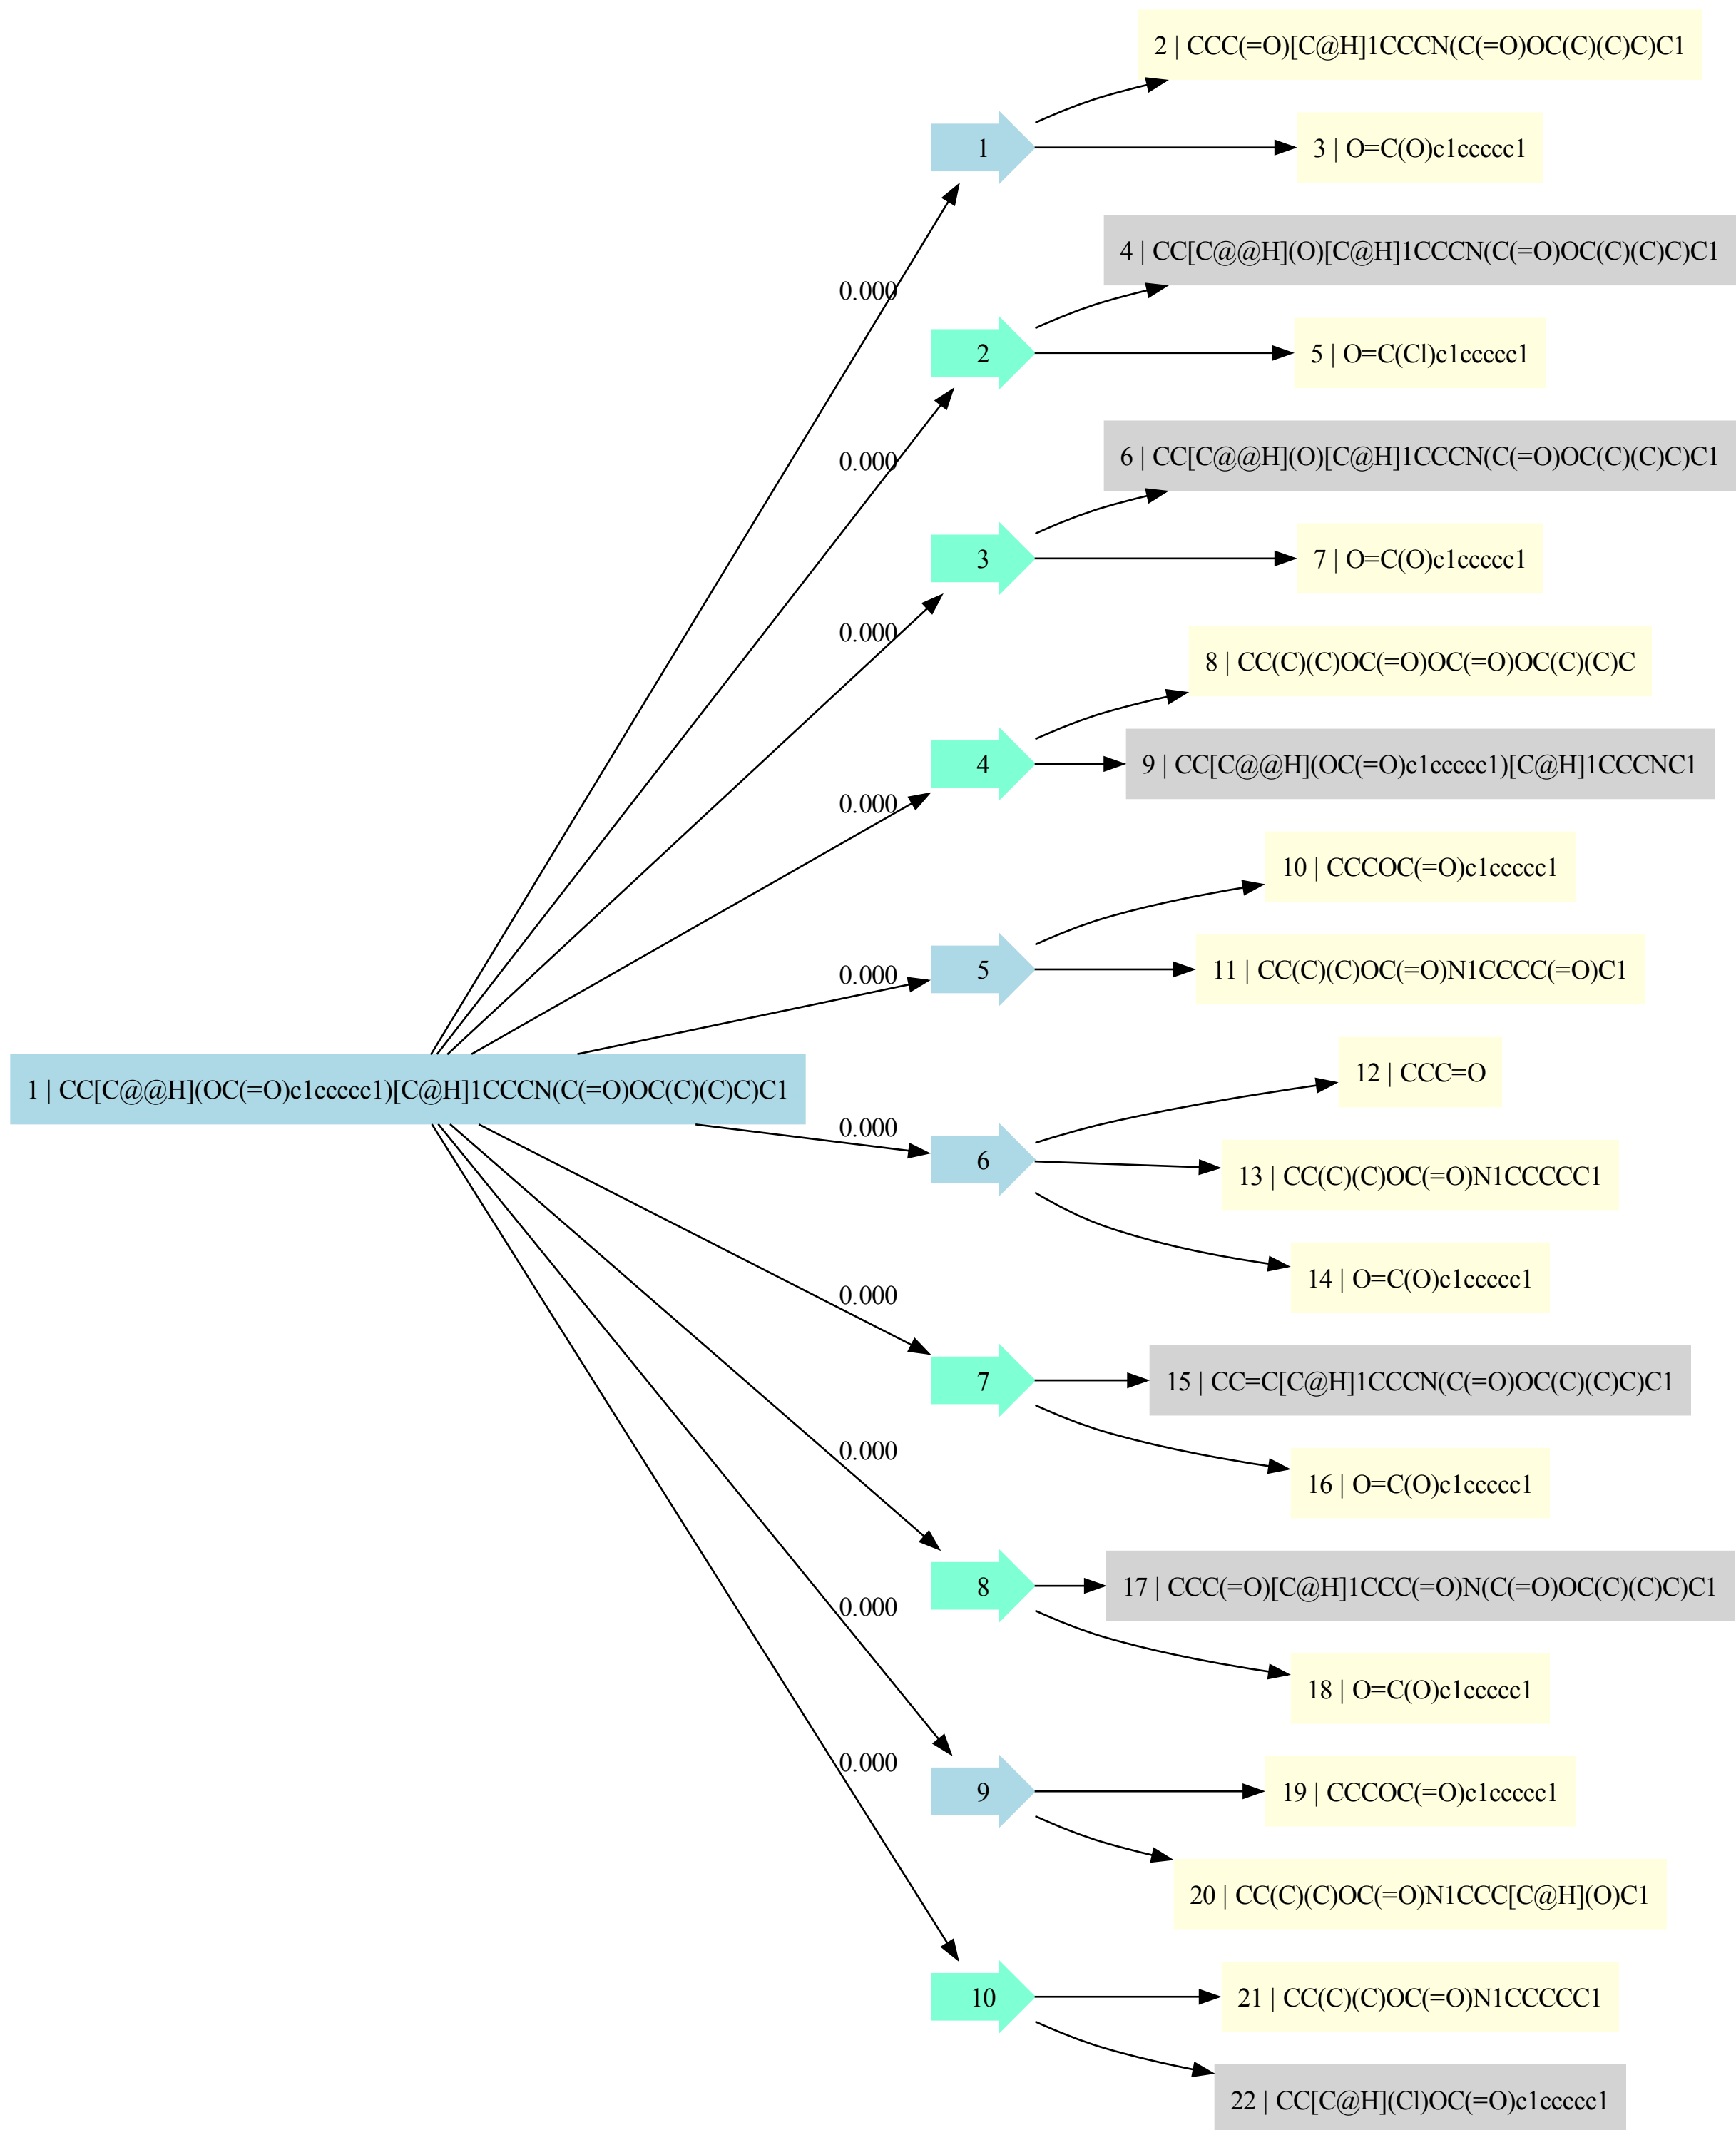 2 | CCC(=O)[C@H]1CCCN(C(=O)OC(C)(C)C)C1
1
3 | O=C(O)c1ccccc1
4 | CC[C@@H](O)[C@H]1CCCN(C(=O)OC(C)(C)C)C1
0.000
2
5 | O=C(Cl)c1ccccc1
6 | CC[C@@H](O)[C@H]1CCCN(C(=O)OC(C)(C)C)C1
0.000
3
7 | O=C(O)c1ccccc1
0.000
8 | CC(C)(C)OC(=O)OC(=O)OC(C)(C)C
4
9 | CC[C@@H](OC(=O)c1ccccc1)[C@H]1CCCNC1
0.000
10 | CCCOC(=O)c1ccccc1
5
11 | CC(C)(C)OC(=O)N1CCCC(=O)C1
0.000
12 | CCC=O
1 | CC[C@@H](OC(=O)c1ccccc1)[C@H]1CCCN(C(=O)OC(C)(C)C)C1
0.000
6
13 | CC(C)(C)OC(=O)N1CCCCC1
14 | O=C(O)c1ccccc1
0.000
7
15 | CC=C[C@H]1CCCN(C(=O)OC(C)(C)C)C1
0.000
16 | O=C(O)c1ccccc1
8
17 | CCC(=O)[C@H]1CCC(=O)N(C(=O)OC(C)(C)C)C1
0.000
18 | O=C(O)c1ccccc1
0.000
9
19 | CCCOC(=O)c1ccccc1
20 | CC(C)(C)OC(=O)N1CCC[C@H](O)C1
10
21 | CC(C)(C)OC(=O)N1CCCCC1
22 | CC[C@H](Cl)OC(=O)c1ccccc1